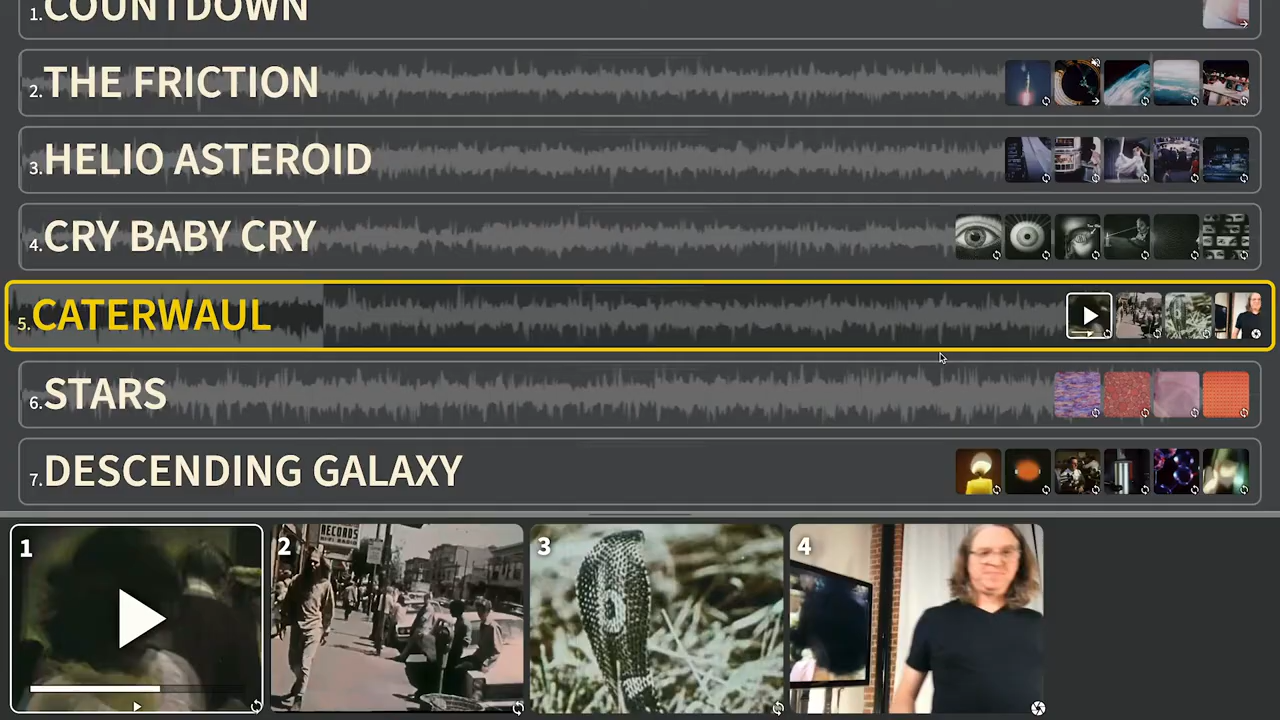 1. COUNTDOWN
2. THE FRICTION
3. HELIO ASTEROID
4. CRY BABY CRY
5. CATERWAUL
6. STARS
7. DESCENDING GALAXY
1
2
RECORDS
3
4